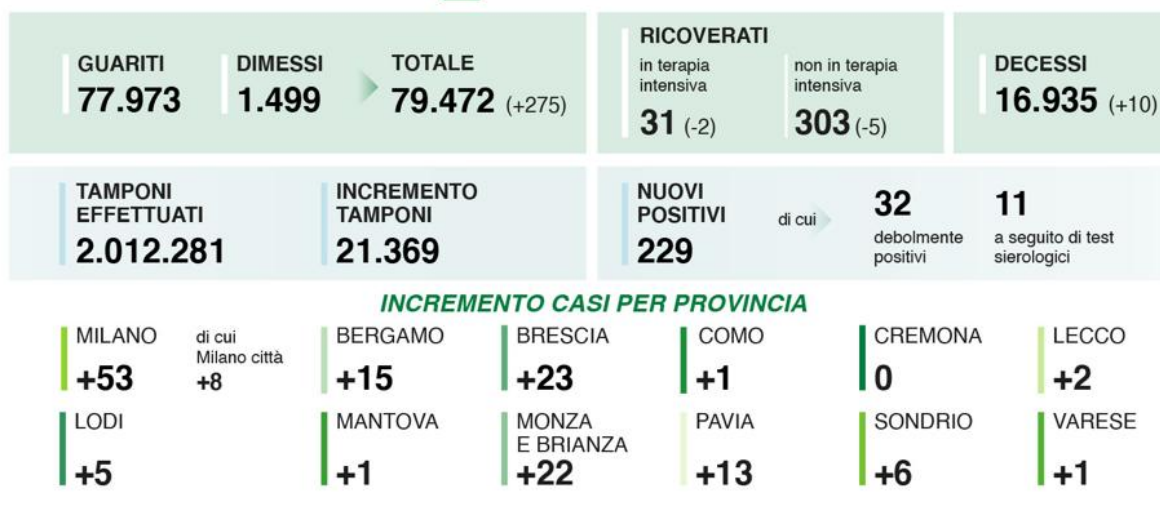 GUARITI
77.973
DIMESSI
1.499
TOTALE
79.472 (+275)
RICOVERATI
in terapia
intensiva
31 (-2)
non in terapia
intensiva
303 (-5)
DECESSI
16.935 (+10)
TAMPONI
EFFETTUATI
2.012.281
INCREMENTO
TAMPONI
21.369
NUOVI
POSITIVI
229
di cui
32
debolmente
positivi
11
a seguito di test
sierologici
INCREMENTO CASI PER PROVINCIA
MILANO
+53
di cui
Milano città
+8
BERGAMO
+15
BRESCIA
+23
COMO
+1
CREMONA
0
LECCO
+2
LODI
+5
MANTOVA
+1
MONZA
E BRIANZA
+22
PAVIA
+13
SONDRIO
+6
VARESE
+1